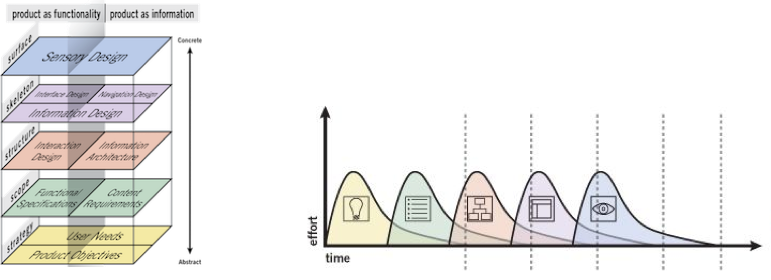 product as functionality product as information
Concrete
surface
Sensory Design
skeleton
Interface Design Navigation Design
Information Design
structure
Interaction Design
Information Architecture
scope
Functional Specifications
Content Requirements
strategy
User Needs
Product Objectives
Abstract
effort
time